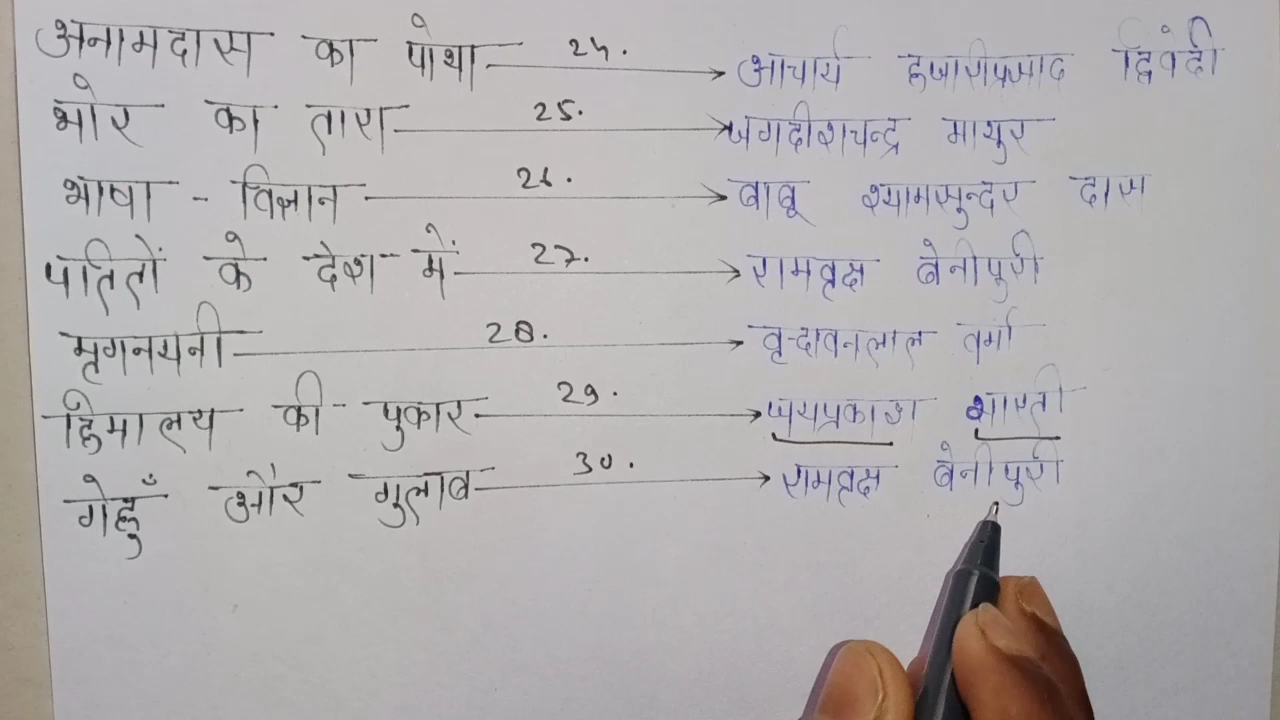 अनामदास का पोथा 24. आचार्य हजारीप्रसाद द्विवेदी
भोर का तारा 25. जगदीशचन्द्र माथुर
भाषा - विज्ञान 26. बाबू श्यामसुन्दर दास
पतितों के देश में 27. रामवृक्ष बेनीपुरी
मृगनयनी 28. वृन्दावनलाल वर्मा
हिमालय की पुकार 29. जयप्रकाश भारती
गेहूँ और गुलाब 30. रामवृक्ष बेनीपुरी